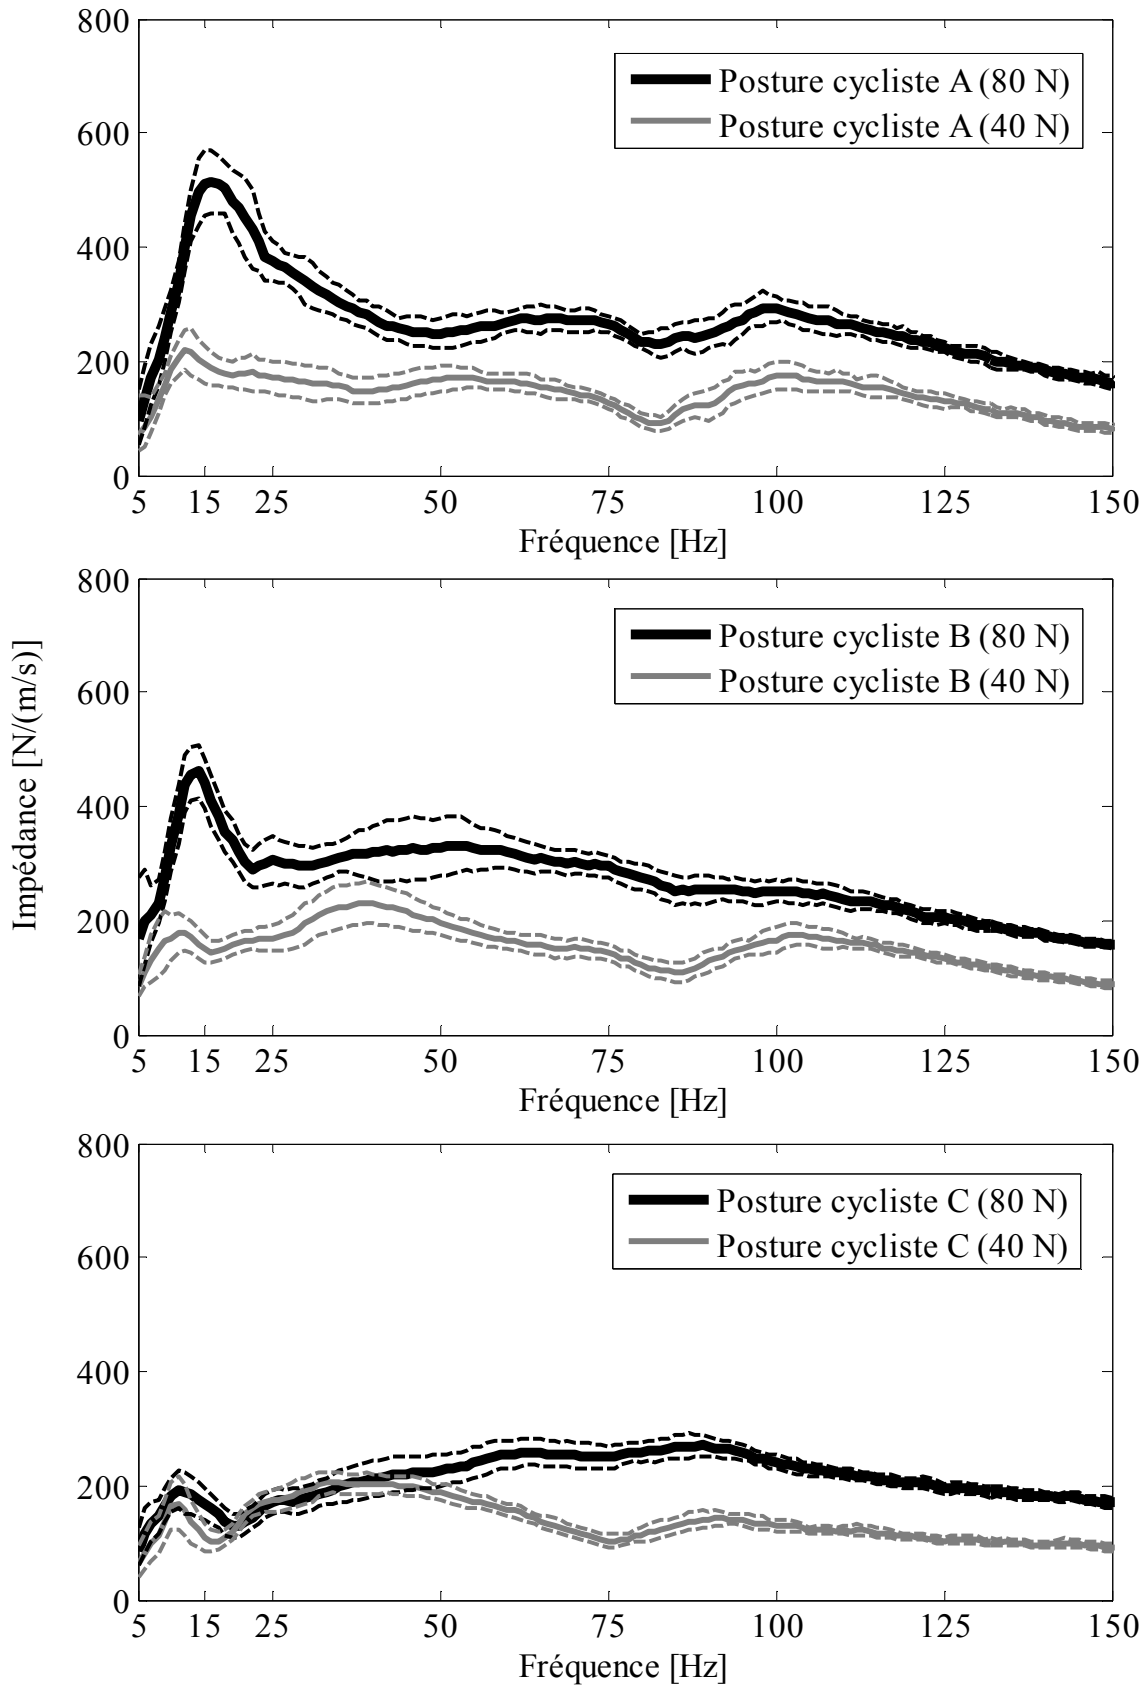 800
600
400
200
0
Posture cycliste A (80 N)
Posture cycliste A (40 N)
5 15 25 50 75 100 125 150
Fréquence [Hz]
Impédance [N/(m/s)]
800
600
400
200
0
Posture cycliste B (80 N)
Posture cycliste B (40 N)
5 15 25 50 75 100 125 150
Fréquence [Hz]
800
600
400
200
0
Posture cycliste C (80 N)
Posture cycliste C (40 N)
5 15 25 50 75 100 125 150
Fréquence [Hz]